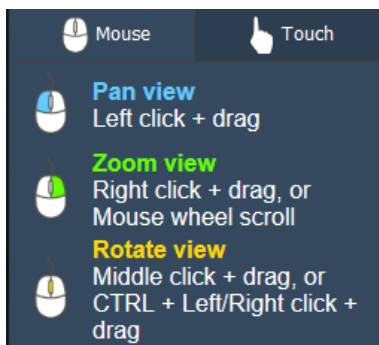 Mouse Touch
Pan view
Left click + drag
Zoom view
Right click + drag, or
Mouse wheel scroll
Rotate view
Middle click + drag, or
CTRL + Left/Right click +
drag